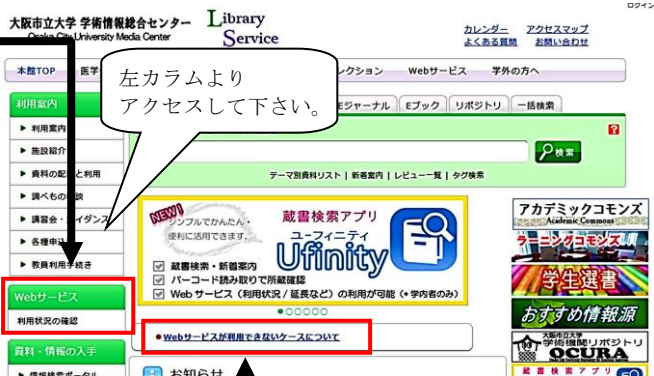 ログイン
大阪市立大学 学術情報総合センター
Osaka City University Media Center
Library
Service
カレンダー アクセスマップ
よくある質問 お問い合わせ
本館TOP 医学 クション Webサービス 学外の方へ
左カラムより
アクセスして下さい。
利用案内
Eジャーナル Eブック リポジトリ 一括検索
▶ 利用案内
▶ 施設紹介
▶ 資料の配 と利用
▶ 調べもの 談
▶ 講習会・ イダンス
▶ 各種申込
▶ 教員利用 続き
?
検索
テーマ別資料リスト | 新着案内 | レビュー一覧 | タグ検索
NEW!
シンプルでかんたん・
便利に活用できます。
蔵書検索アプリ
ユーフィニティ
Ufinity
蔵書検索・新着案内
バーコード読み取りで所蔵確認
Web サービス（利用状況 / 延長など）の利用が可能（* 学内者のみ）
アカデミックコモンズ
Academic Commons
ラーニングコモンズ
学生選書
おすすめ情報源
大阪市立大学
学術機関リポジトリ
OCURA
蔵書検索アプリ
Webサービス
利用状況の確認
資料・情報の入手
▶ 情報検索ポータル
●Webサービスが利用できないケースについて
お知らせ